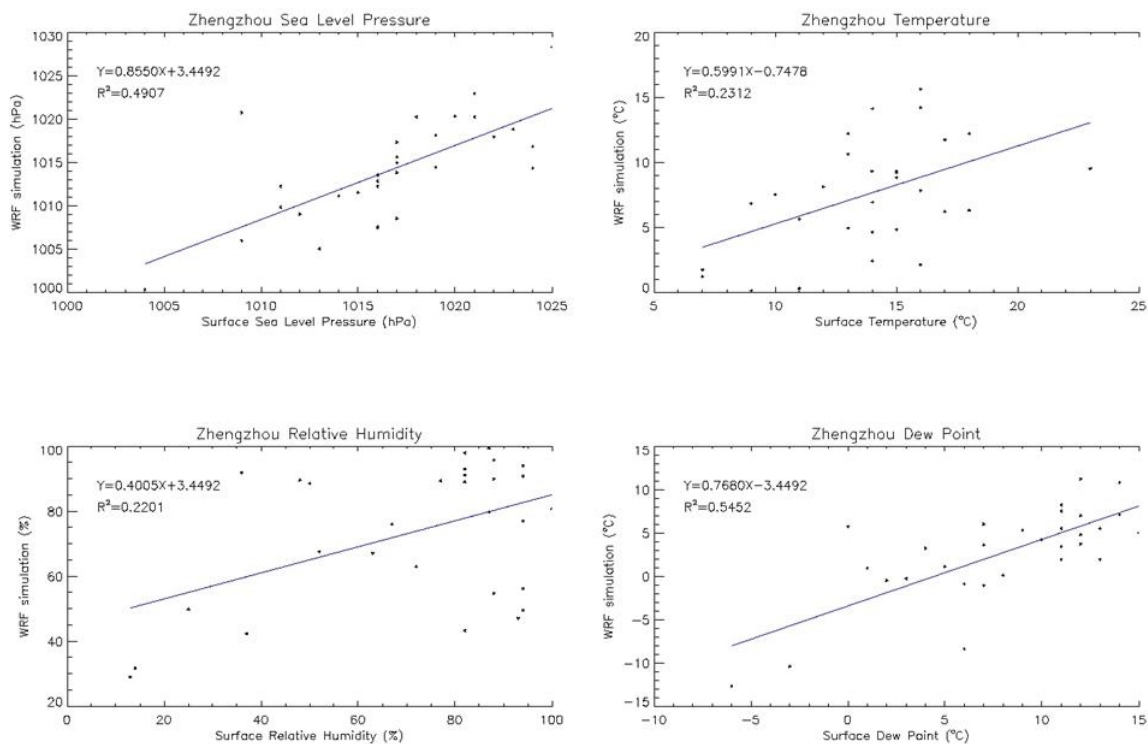 Zhengzhou Sea Level Pressure
Y=0.8550X+3.4492
R²=0.4907
WRF simulation (hPa)
1030
1025
1020
1015
1010
1005
1000
1000 1005 1010 1015 1020 1025
Surface Sea Level Pressure (hPa)
Zhengzhou Temperature
Y=0.5991X−0.7478
R²=0.2312
WRF simulation (°C)
20
15
10
5
0
5 10 15 20 25
Surface Temperature (°C)
Zhengzhou Relative Humidity
Y=0.4005X+3.4492
R²=0.2201
WRF simulation (%)
100
80
60
40
20
0 20 40 60 80 100
Surface Relative Humidity (%)
Zhengzhou Dew Point
Y=0.7680X−3.4492
R²=0.5452
WRF simulation (°C)
15
10
5
0
−5
−10
−15
−10 −5 0 5 10 15
Surface Dew Point (°C)